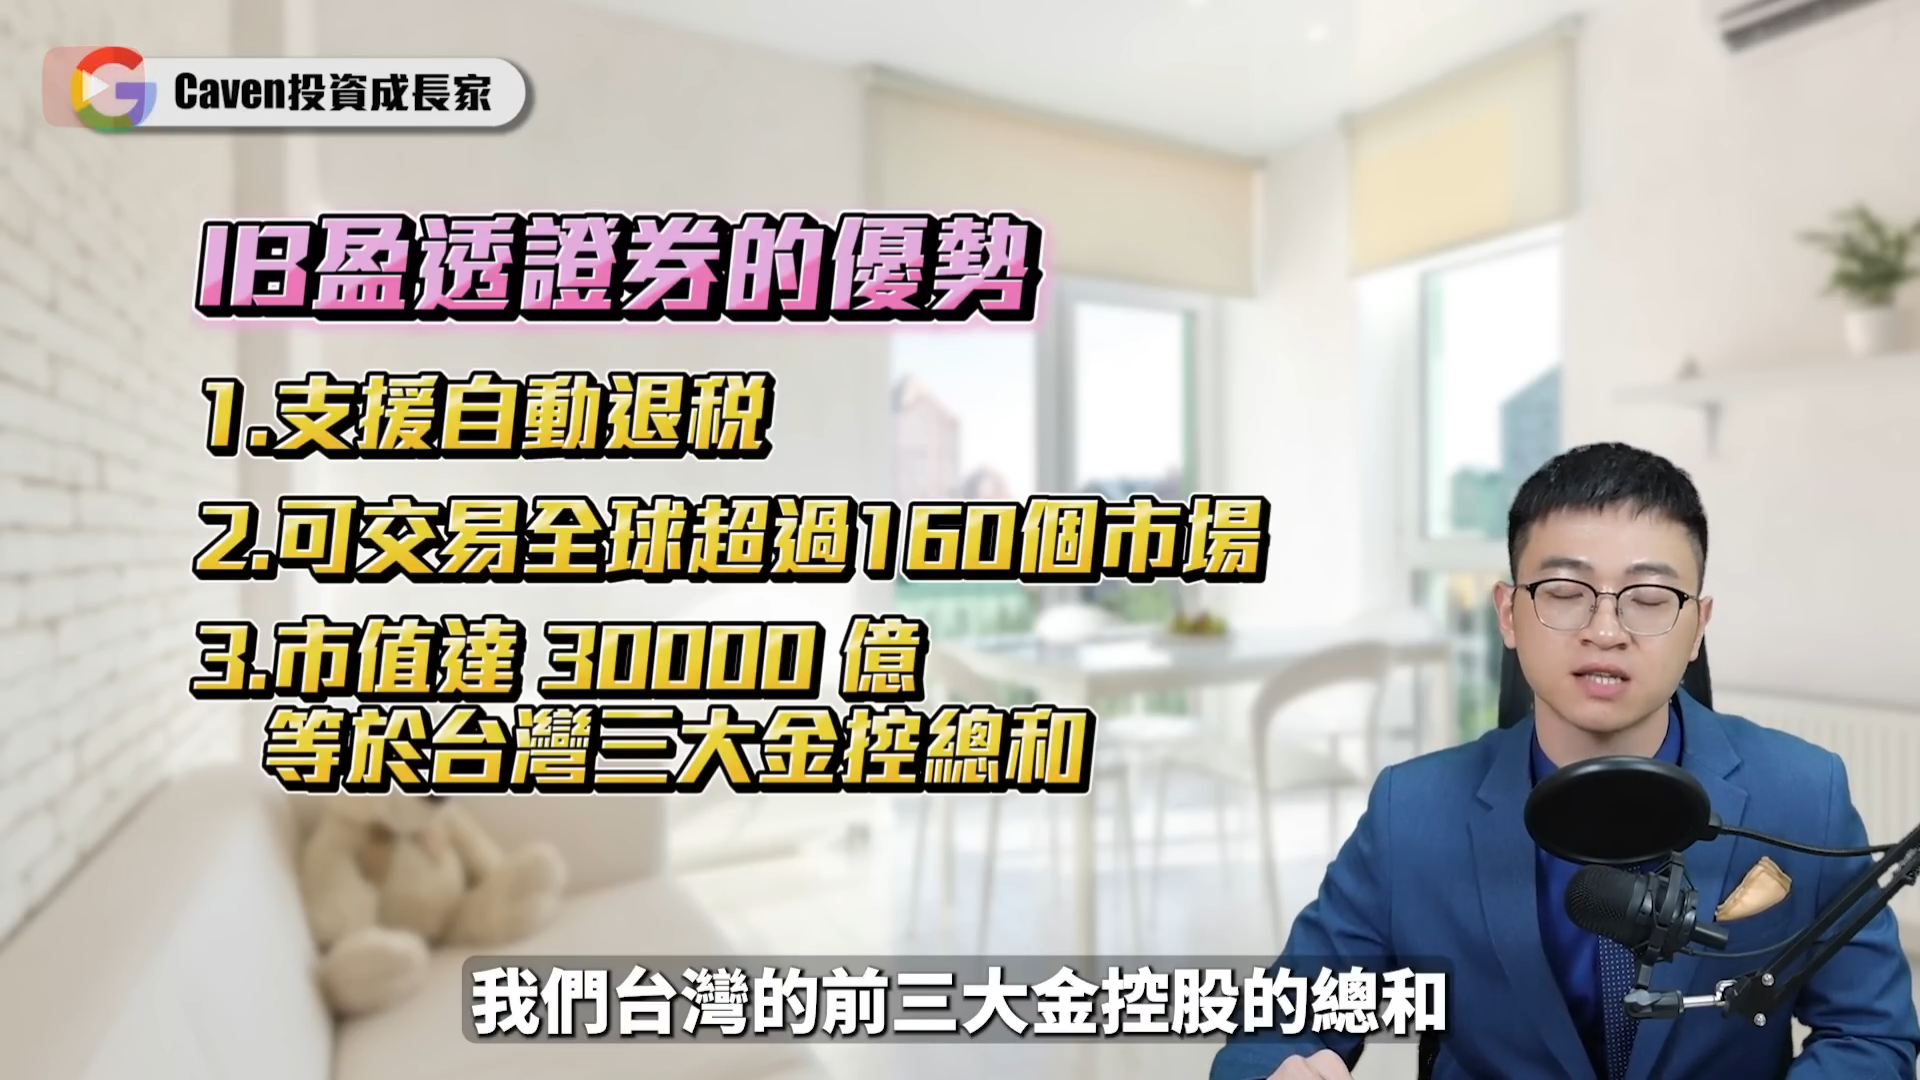 Caven投資成長家
IB盈透證券的優勢
1.支援自動退税
2.可交易全球超過160個市場
3.市值達 30000 億
等於台灣三大金控總和
我們台灣的前三大金控股的總和